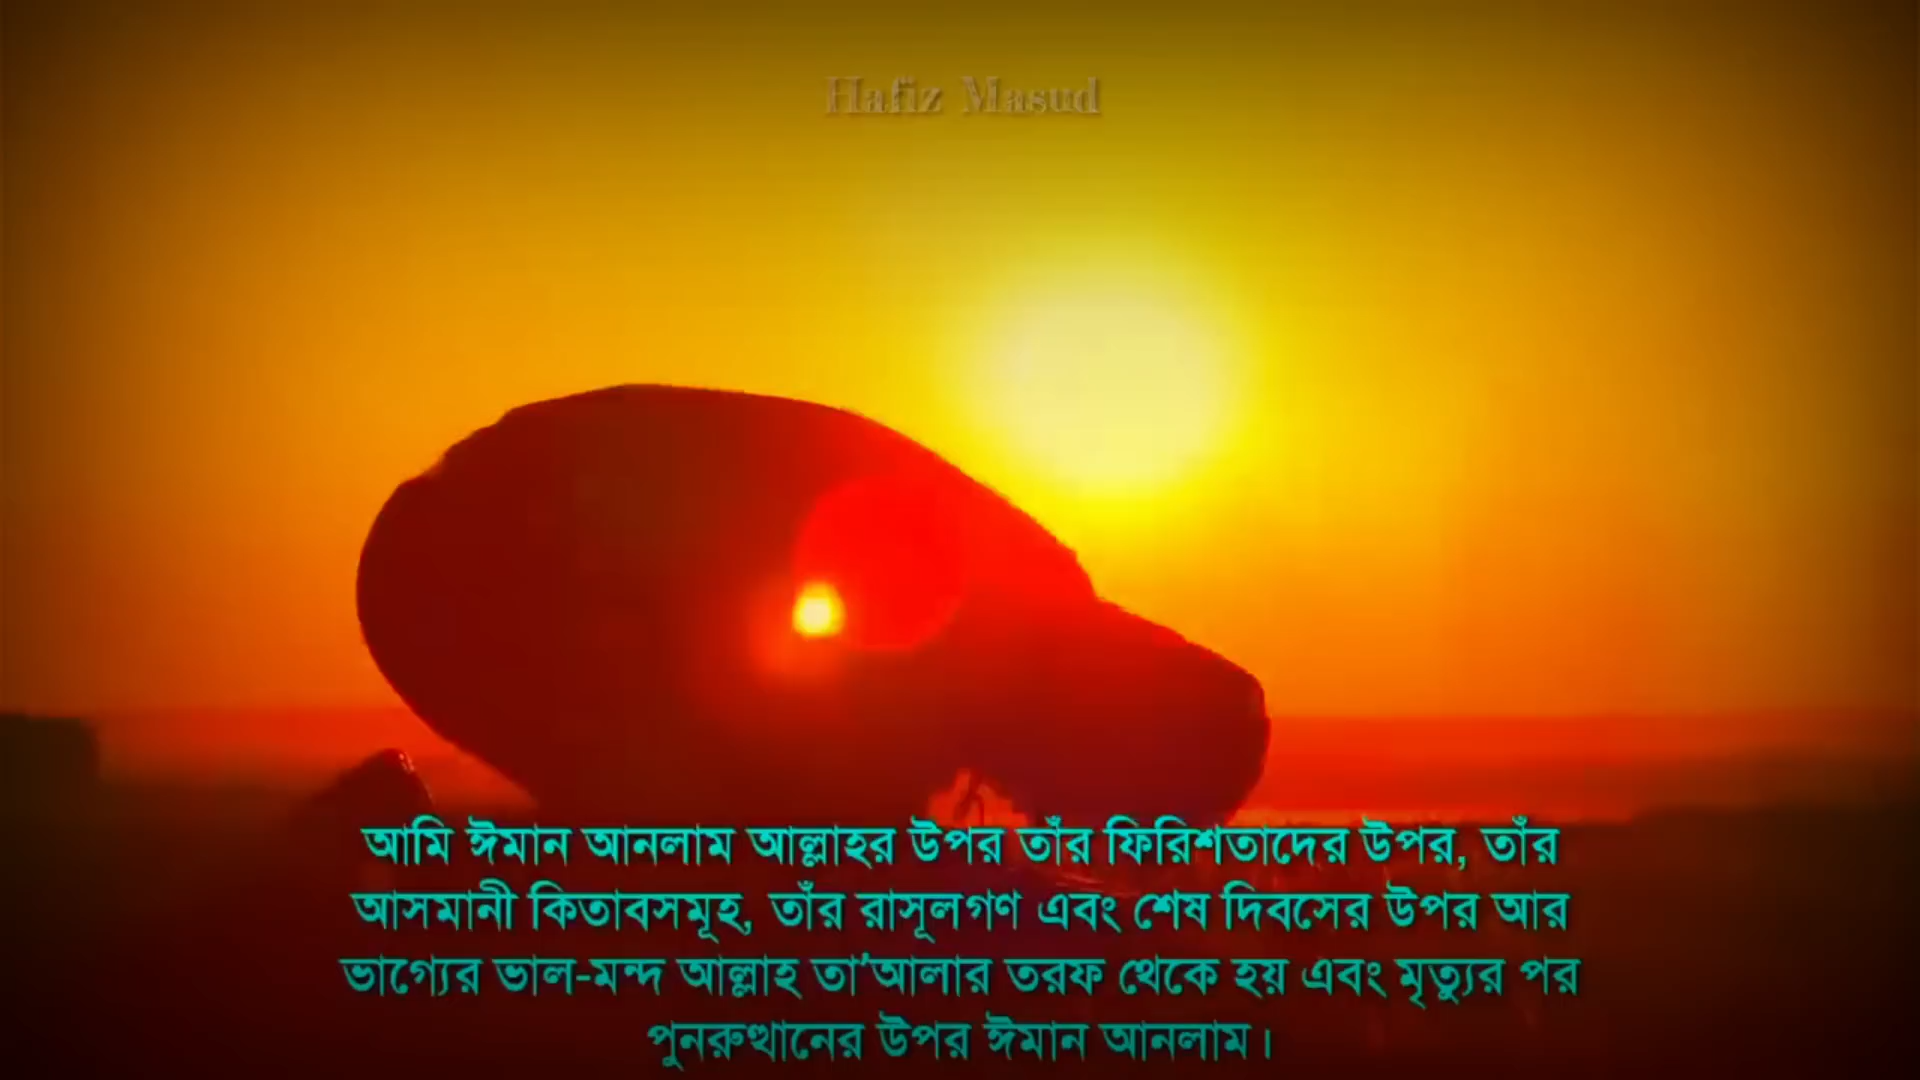 Hafiz Masud
আমি ঈমান আনলাম আল্লাহর উপর তাঁর ফিরিশতাদের উপর, তাঁর
আসমানী কিতাবসমূহ, তাঁর রাসূলগণ এবং শেষ দিবসের উপর আর
ভাগ্যের ভাল-মন্দ আল্লাহ তা'আলার তরফ থেকে হয় এবং মৃত্যুর পর
পুনরুত্থানের উপর ঈমান আনলাম।